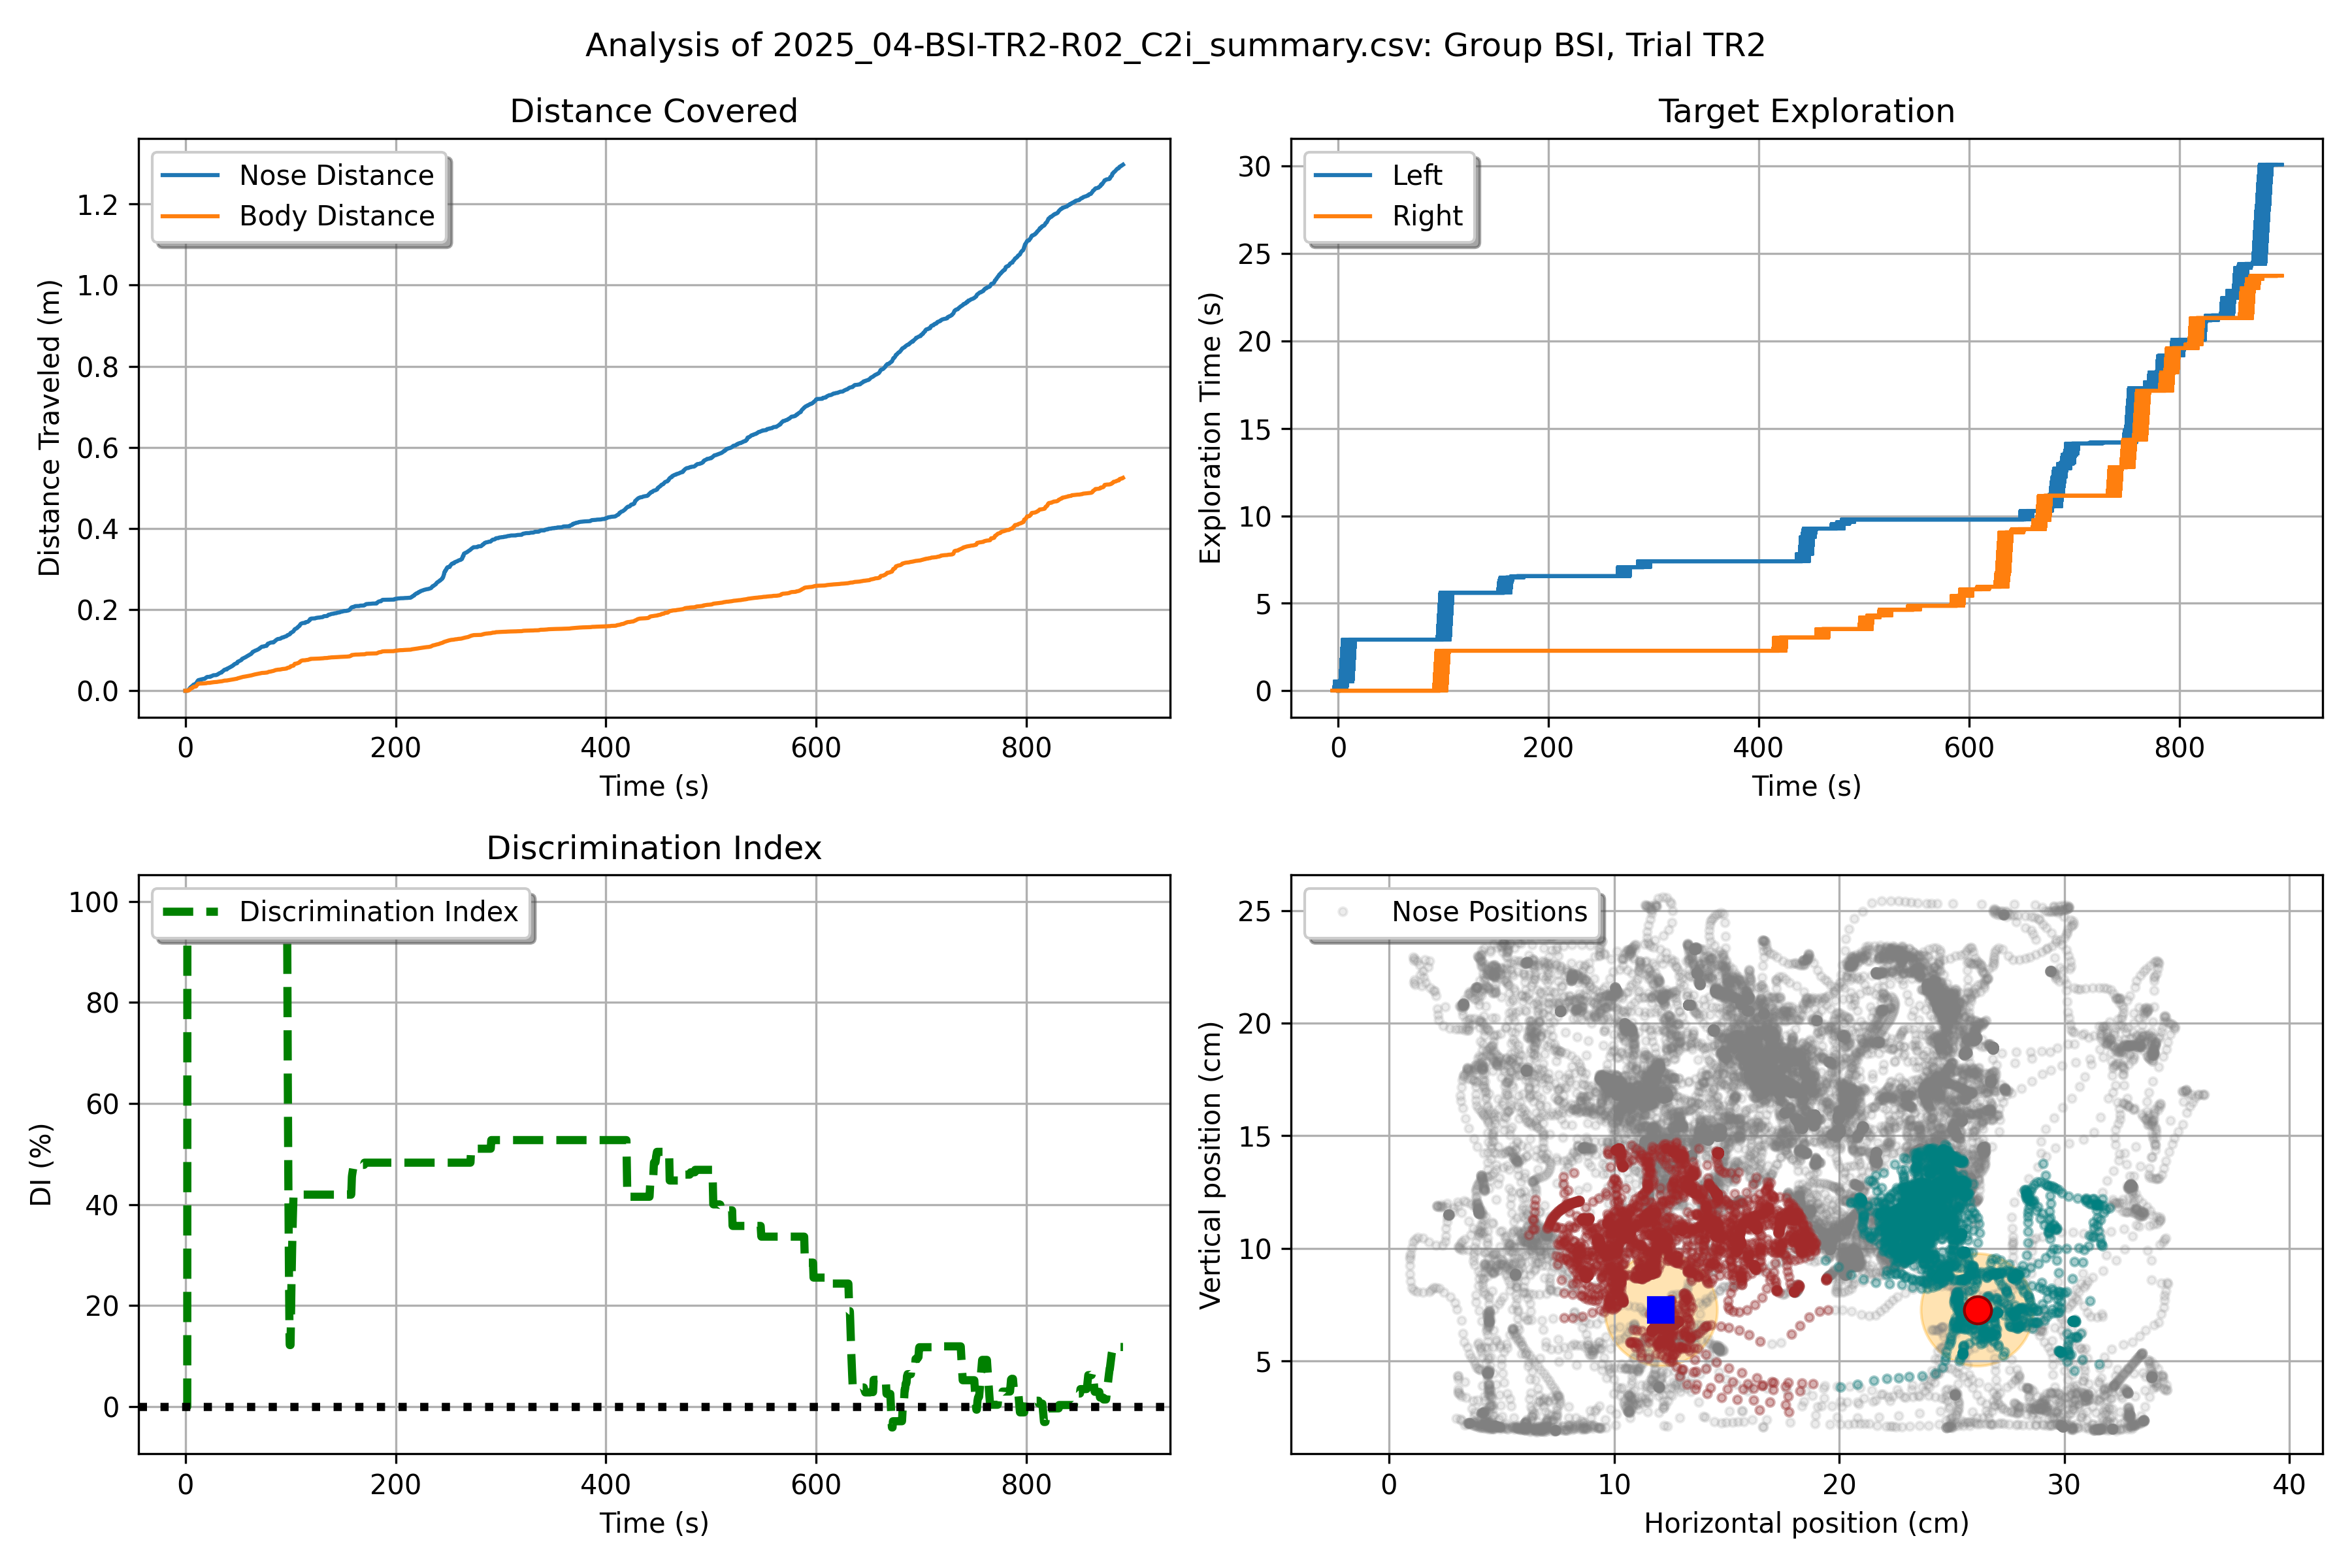 Analysis of 2025_04-BSI-TR2-R02_C2i_summary.csv: Group BSI, Trial TR2
Distance Covered
Nose Distance
Body Distance
Distance Traveled (m)
1.2
1.0
0.8
0.6
0.4
0.2
0.0
0 200 400 600 800
Time (s)
Target Exploration
Left
Right
Exploration Time (s)
30
25
20
15
10
5
0
0 200 400 600 800
Time (s)
Discrimination Index
Discrimination Index
DI (%)
100
80
60
40
20
0
0 200 400 600 800
Time (s)
Nose Positions
Vertical position (cm)
25
20
15
10
5
0 10 20 30 40
Horizontal position (cm)